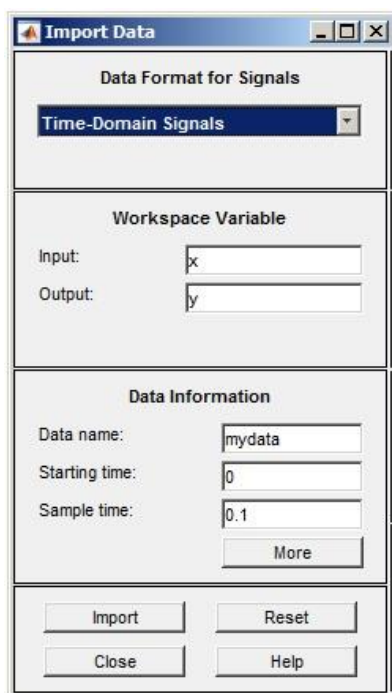 Import Data
Data Format for Signals
Time-Domain Signals
Workspace Variable
Input: x
Output: y
Data Information
Data name: mydata
Starting time: 0
Sample time: 0.1
More
Import Reset
Close Help